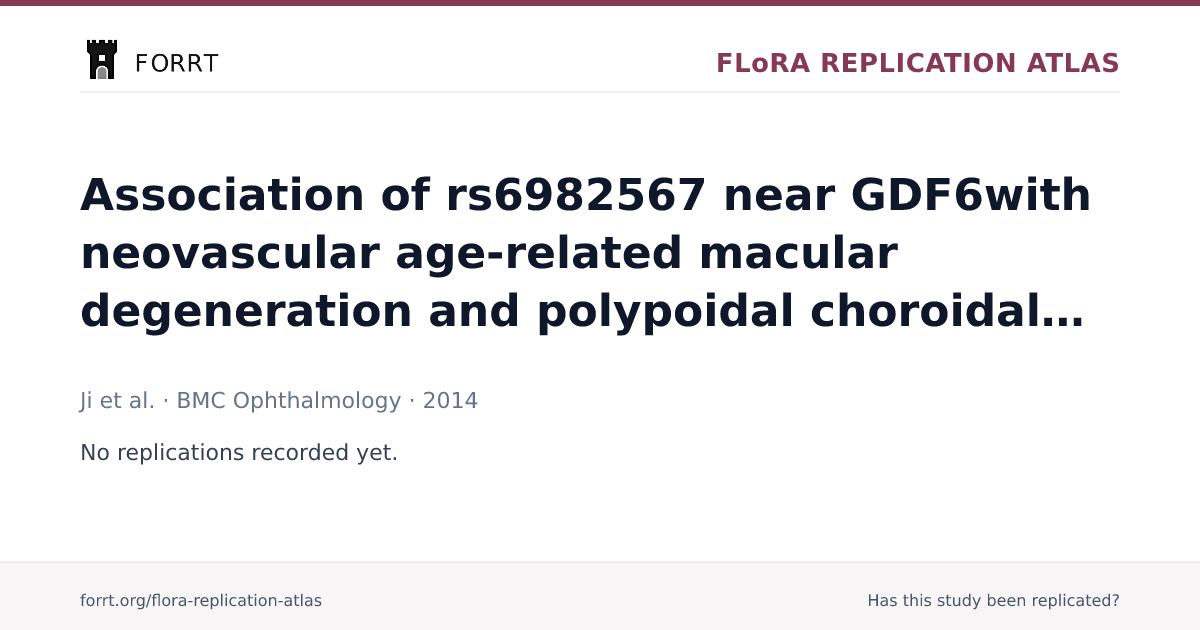 FORRT
FLoRA REPLICATION ATLAS
Association of rs6982567 near GDF6with
neovascular age-related macular
degeneration and polypoidal choroidal…
Ji et al. · BMC Ophthalmology · 2014
No replications recorded yet.
forrt.org/flora-replication-atlas
Has this study been replicated?